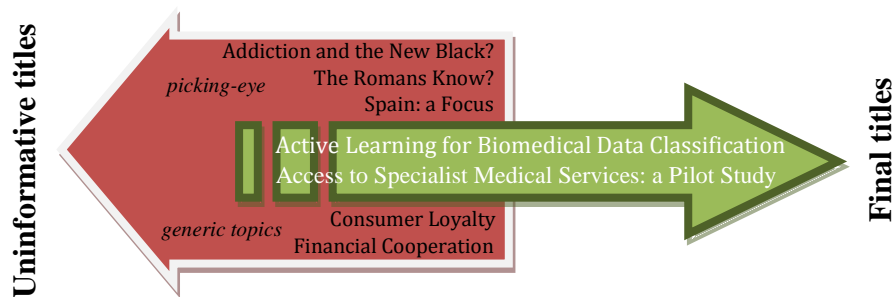 Uninformative titles
Addiction and the New Black?
picking-eye
The Romans Know?
Spain: a Focus
Active Learning for Biomedical Data Classification
Access to Specialist Medical Services: a Pilot Study
generic topics
Consumer Loyalty
Financial Cooperation
Final titles